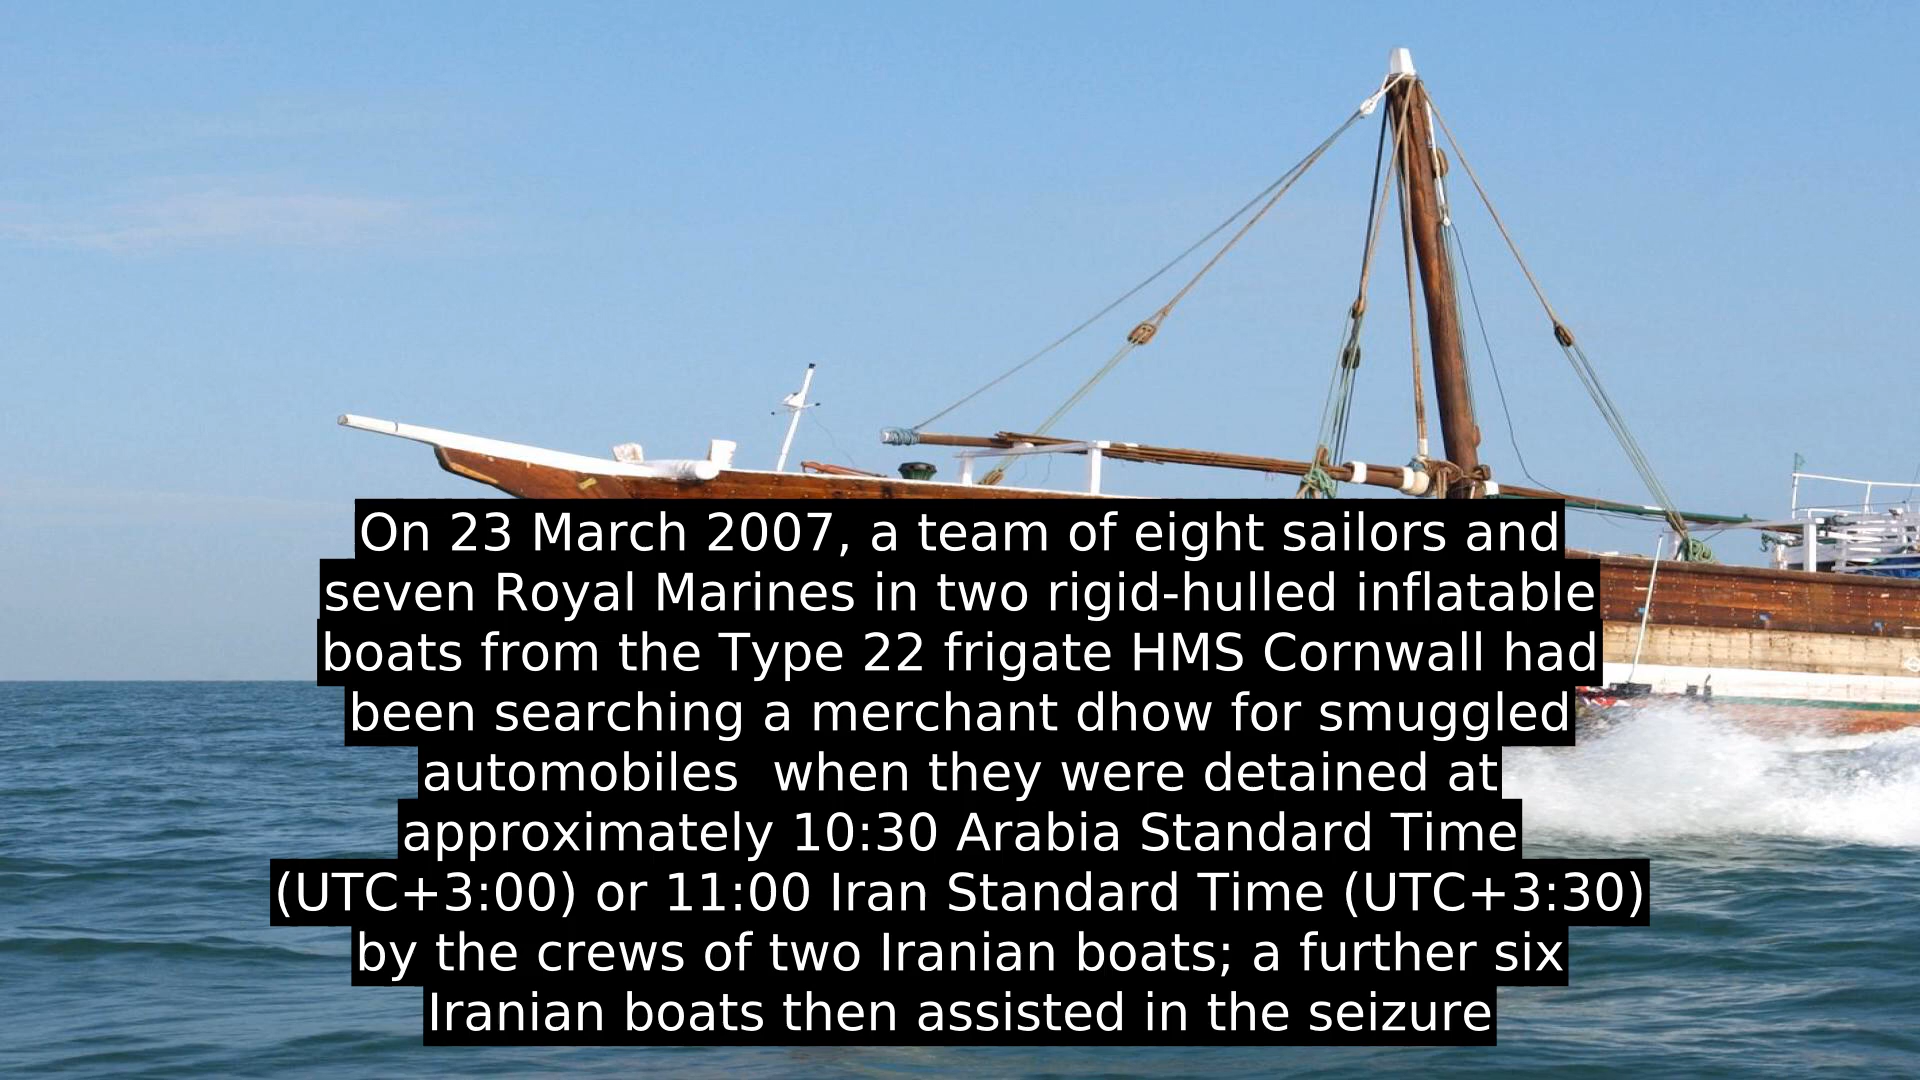 On 23 March 2007, a team of eight sailors and
seven Royal Marines in two rigid-hulled inflatable
boats from the Type 22 frigate HMS Cornwall had
been searching a merchant dhow for smuggled
automobiles  when they were detained at
approximately 10:30 Arabia Standard Time
(UTC+3:00) or 11:00 Iran Standard Time (UTC+3:30)
by the crews of two Iranian boats; a further six
Iranian boats then assisted in the seizure